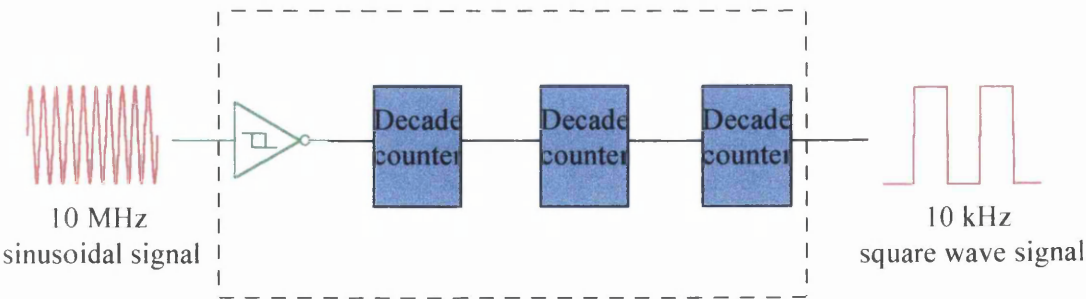 Decade
counter
Decade
counter
Decade
counter
10 MHz
sinusoidal signal
10 kHz
square wave signal